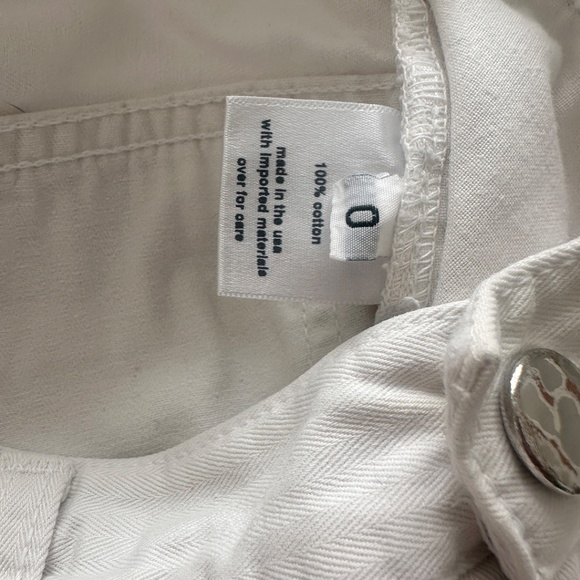 0
100% cotton
made in the usa
with imported materials
over for care